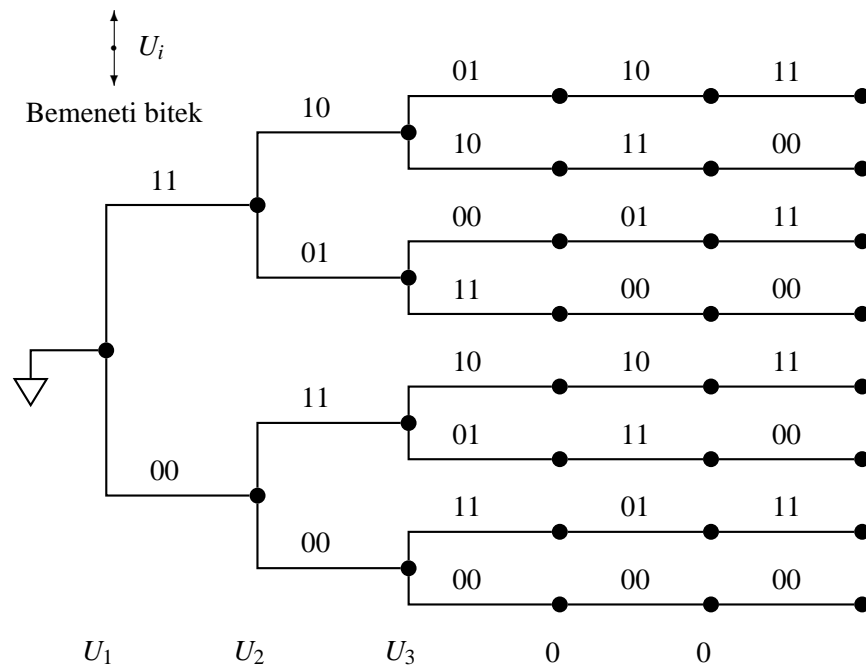 U_i
01 10 11
Bemeneti bitek
10
10 11 00
11
00 01 11
01
11 00 00
10 10 11
11
01 11 00
00
11 01 11
00
00 00 00
U_1 U_2 U_3 0 0